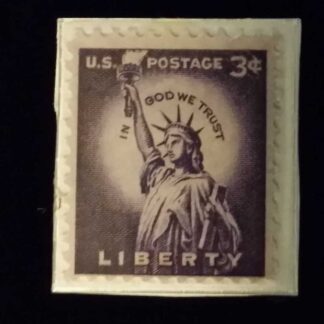 U.S. POSTAGE 3¢
IN GOD WE TRUST
LIBERTY